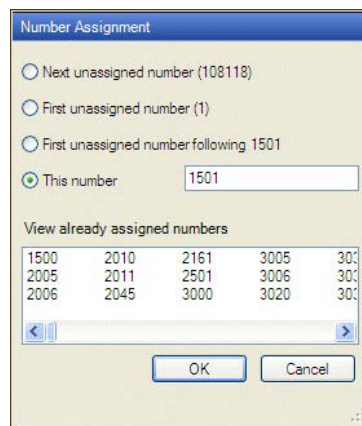 Number Assignment
Next unassigned number (108118)
First unassigned number (1)
First unassigned number following 1501
This number 1501
View already assigned numbers
1500 2010 2161 3005
2005 2011 2501 3006
2006 2045 3000 3020
OK Cancel